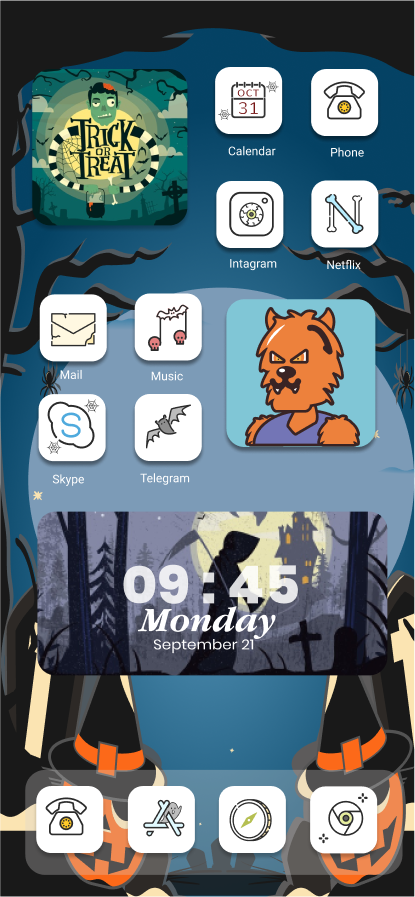 TRICK
OR
TREAT
OCT
31
Calendar
Phone
Intagram
N
Netflix
Mail
Music
S
Skype
Telegram
09 : 45
Monday
September 21